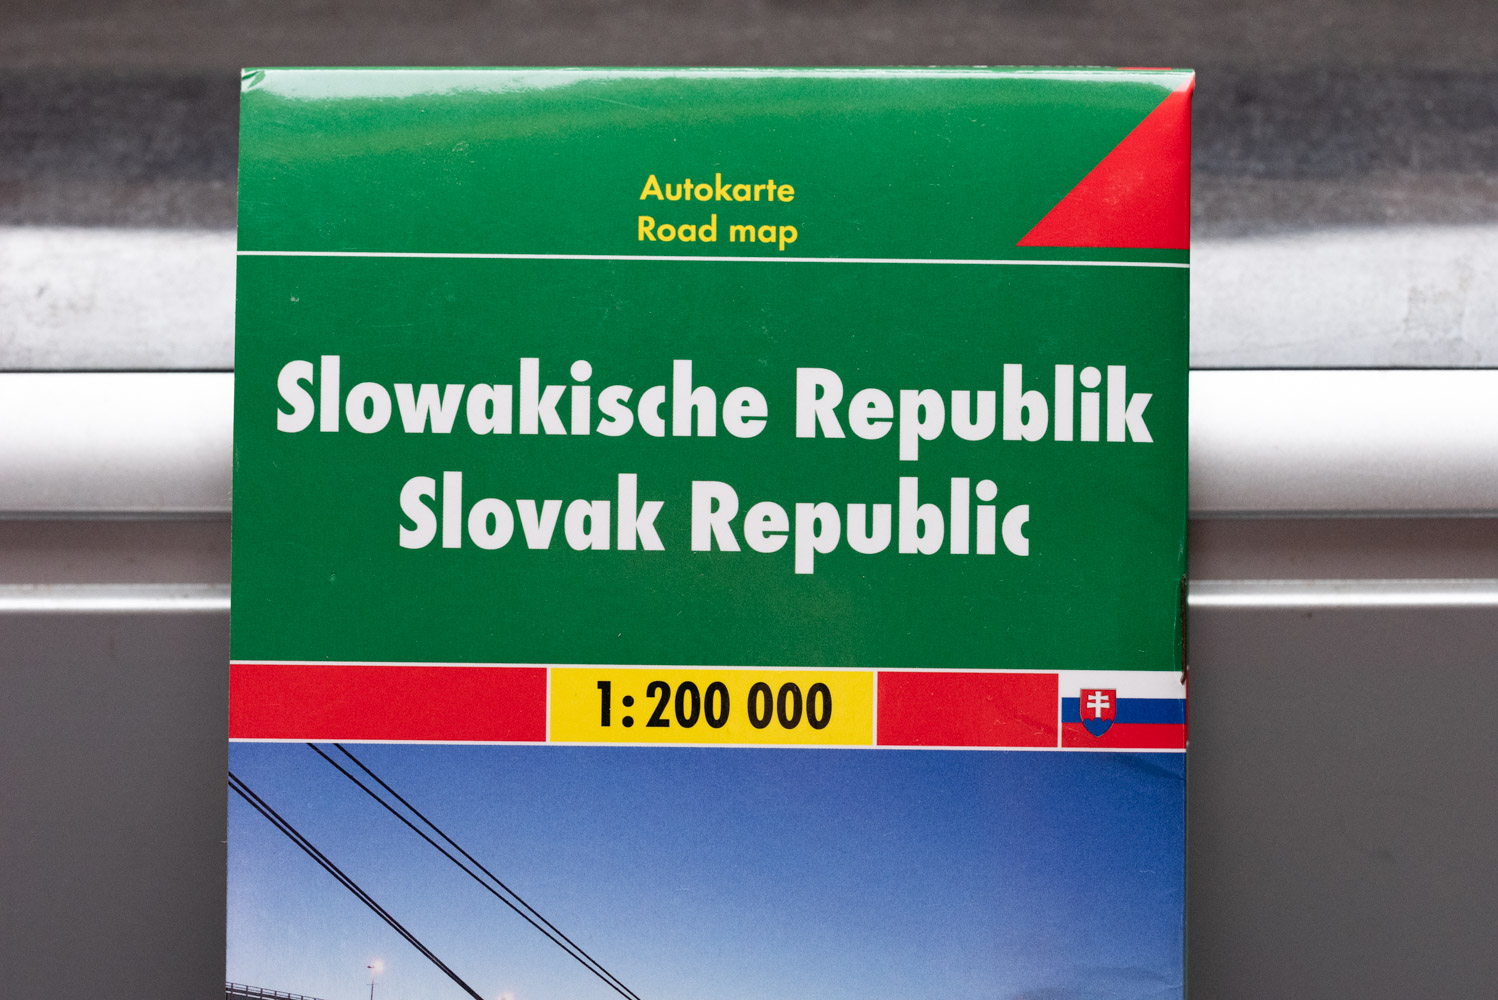 Autokarte
Road map
Slowakische Republik
Slovak Republic
1: 200 000